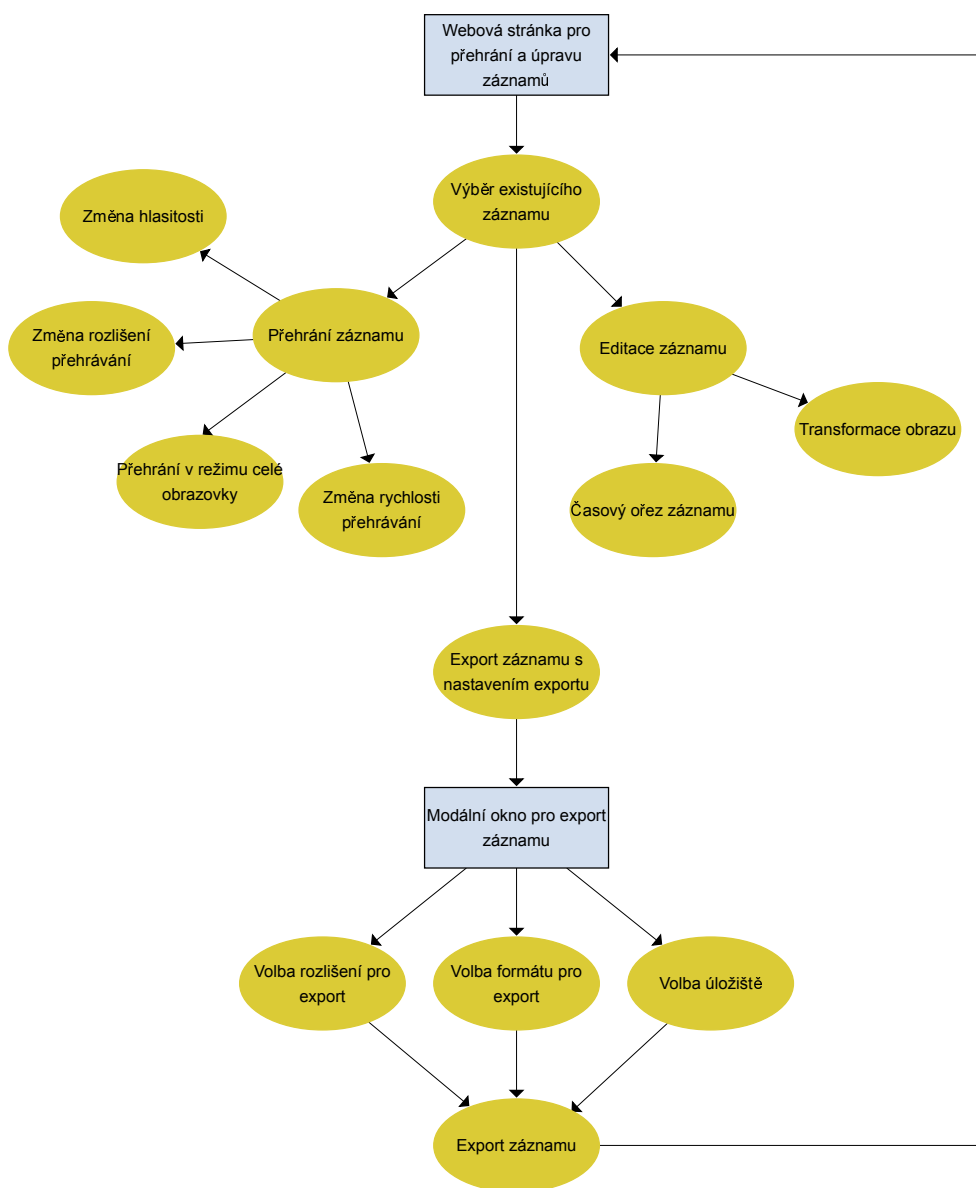 Webová stránka pro
přehrání a úpravu
záznamů
Výběr existujícího
záznamu
Změna hlasitosti
Přehrání záznamu
Změna rozlišení
přehrávání
Editace záznamu
Transformace obrazu
Přehrání v režimu celé
obrazovky
Změna rychlosti
přehrávání
Časový ořez záznamu
Export záznamu s
nastavením exportu
Modální okno pro export
záznamu
Volba rozlišení pro
export
Volba formátu pro
export
Volba úložiště
Export záznamu